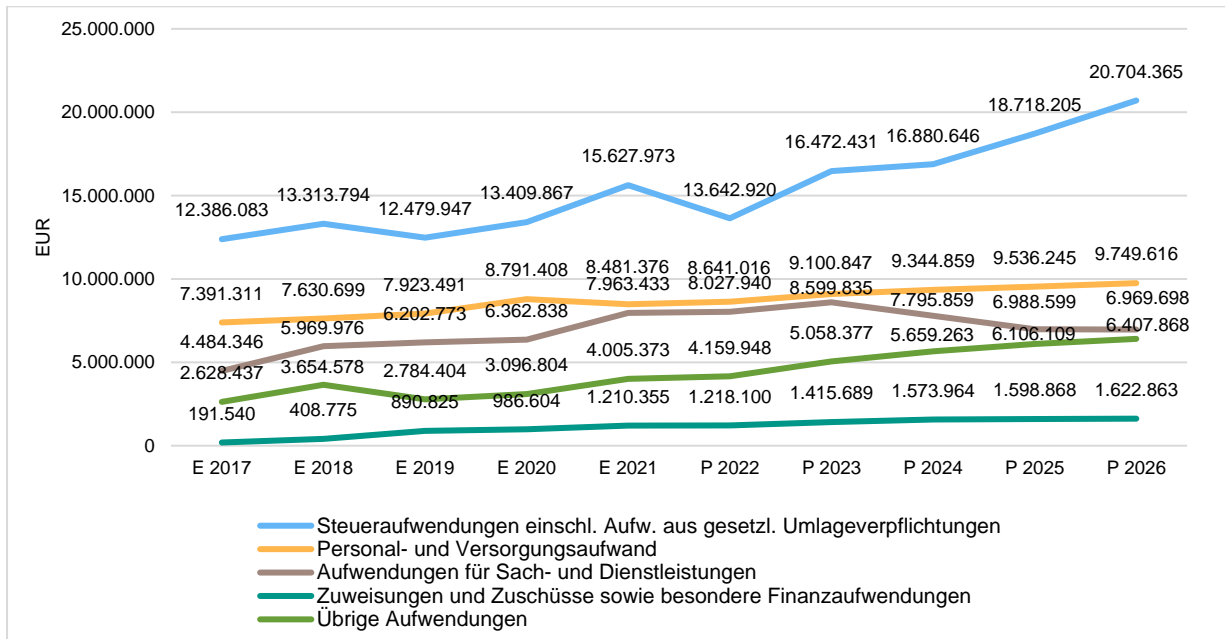 25.000.000
20.000.000
15.000.000
10.000.000
5.000.000
0
EUR
12.386.083 13.313.794 12.479.947 13.409.867 15.627.973 13.642.920 16.472.431 16.880.646 18.718.205 20.704.365
7.391.311 7.630.699 7.923.491 8.791.408 8.481.376 8.641.016 9.100.847 9.344.859 9.536.245 9.749.616
4.484.346 5.969.976 6.202.773 6.362.838 7.963.433 8.027.940 8.599.835 7.795.859 6.988.599 6.969.698
2.628.437 3.654.578 2.784.404 3.096.804 4.005.373 4.159.948 5.058.377 5.659.263 6.106.109 6.407.868
191.540 408.775 890.825 986.604 1.210.355 1.218.100 1.415.689 1.573.964 1.598.868 1.622.863
E 2017 E 2018 E 2019 E 2020 E 2021 P 2022 P 2023 P 2024 P 2025 P 2026
Steueraufwendungen einschl. Aufw. aus gesetzl. Umlageverpflichtungen
Personal- und Versorgungsaufwand
Aufwendungen für Sach- und Dienstleistungen
Zuweisungen und Zuschüsse sowie besondere Finanzaufwendungen
Übrige Aufwendungen